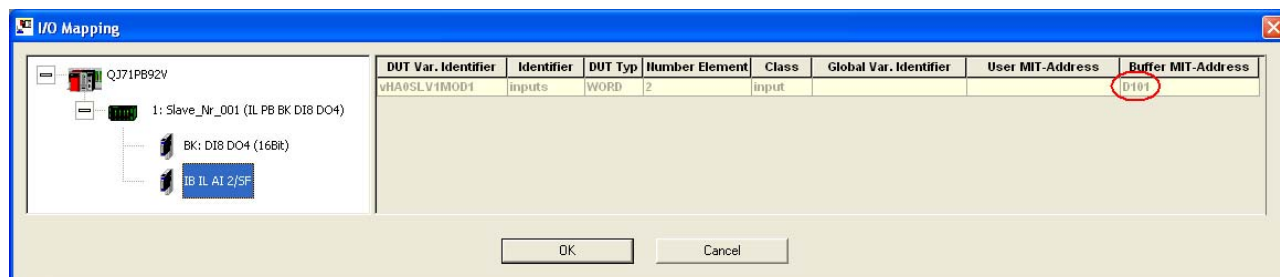 I/O Mapping
QJ71PB92V
1: Slave_Nr_001 (IL PB BK DI8 DO4)
BK: DI8 DO4 (16Bit)
IB IL AI 2/SF
DUT Var. Identifier Identifier DUT Typ Number Element Class Global Var. Identifier User MIT-Address Buffer MIT-Address
vHA0SLV1MOD1 inputs WORD 2 input D101
OK Cancel